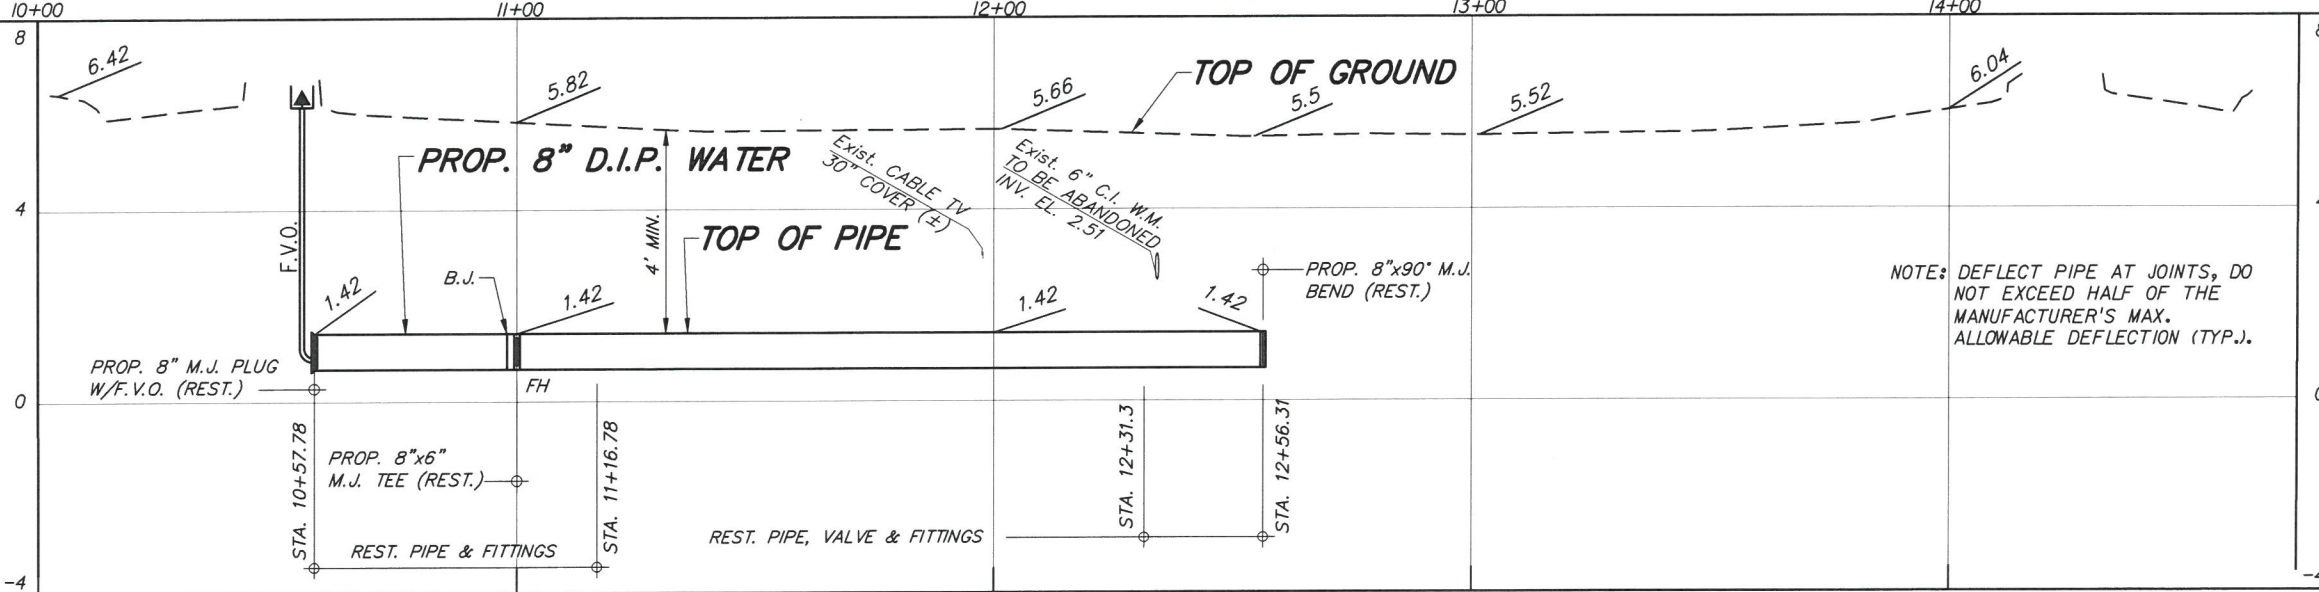 10+00 11+00 12+00 13+00 14+00
8 8
6.42
5.82
5.66
TOP OF GROUND
5.5
5.52
6.04
PROP. 8" D.I.P. WATER
Exist. CABLE TV
30" COVER (±)
Exist. 6" C.I. W.M.
TO BE ABANDONED
INV. EL. 2.51
4
F.V.O.
4' MIN.
TOP OF PIPE
B.J.
1.42
1.42
1.42
1.42
PROP. 8"x90° M.J.
BEND (REST.)
NOTE: DEFLECT PIPE AT JOINTS, DO
NOT EXCEED HALF OF THE
MANUFACTURER'S MAX.
ALLOWABLE DEFLECTION (TYP.).
PROP. 8" M.J. PLUG
W/F.V.O. (REST.)
FH
0 0
STA. 10+57.78
PROP. 8"x6"
M.J. TEE (REST.)
STA. 11+16.78
STA. 12+31.3
STA. 12+56.31
REST. PIPE & FITTINGS
REST. PIPE, VALVE & FITTINGS
-4 -4